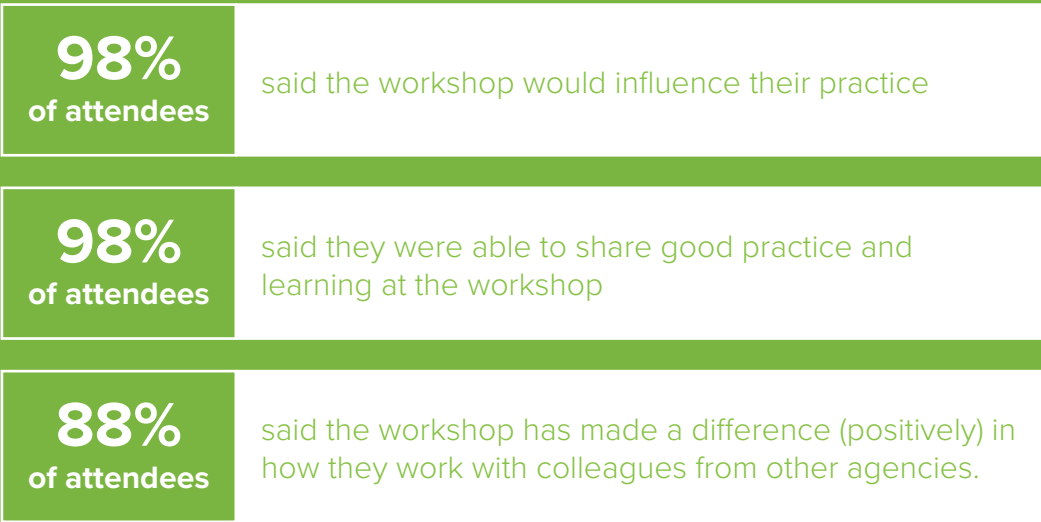 98%
of attendees
said the workshop would influence their practice
98%
of attendees
said they were able to share good practice and
learning at the workshop
88%
of attendees
said the workshop has made a difference (positively) in
how they work with colleagues from other agencies.